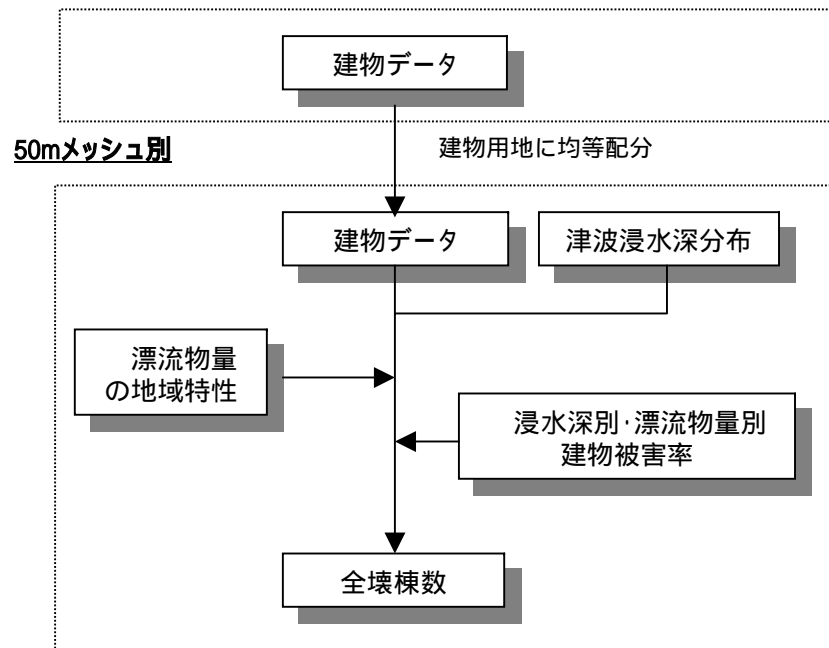 建物データ
50mメッシュ別
建物用地に均等配分
建物データ
津波浸水深分布
漂流物量
の地域特性
浸水深別・漂流物量別
建物被害率
全壊棟数